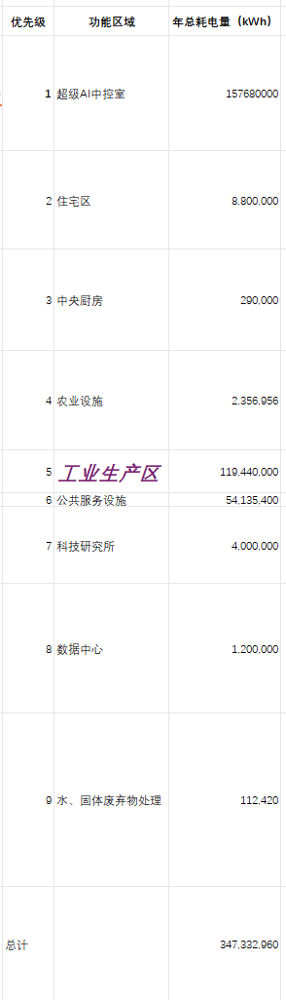 优先级 功能区域 年总耗电量（kWh）
1 超级AI中控室 157680000
2 住宅区 8,800,000
3 中央厨房 290,000
4 农业设施 2,356,956
5 工业生产区 119,440,000
6 公共服务设施 54,135,400
7 科技研究所 4,000,000
8 数据中心 1,200,000
9 水、固体废弃物处理 112,420
总计 347,332,960